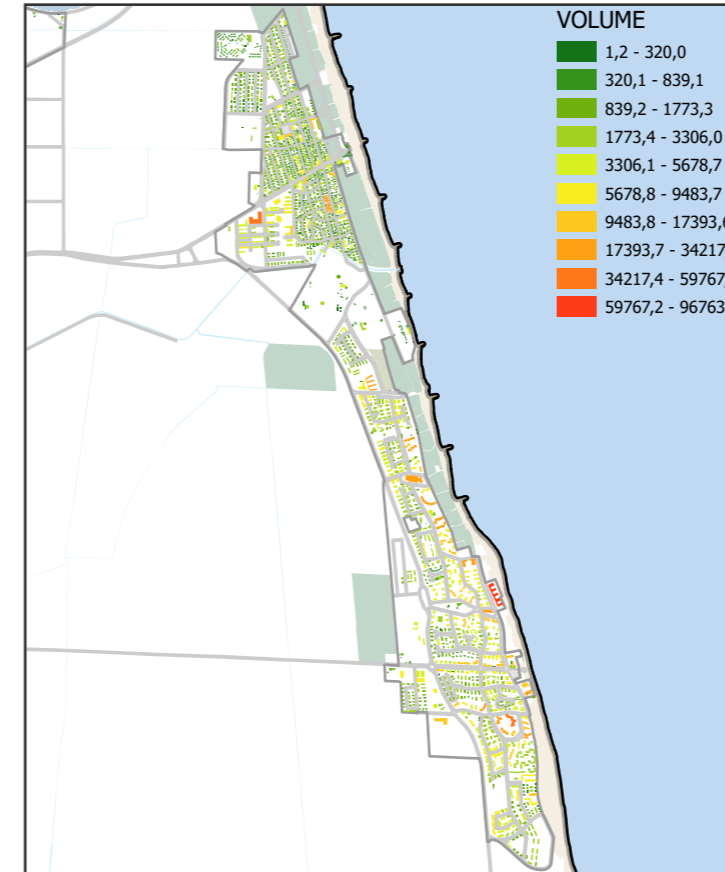 VOLUME
1,2 - 320,0
320,1 - 839,1
839,2 - 1773,3
1773,4 - 3306,0
3306,1 - 5678,7
5678,8 - 9483,7
9483,8 - 17393,6
17393,7 - 34217
34217,4 - 59767,
59767,2 - 96763